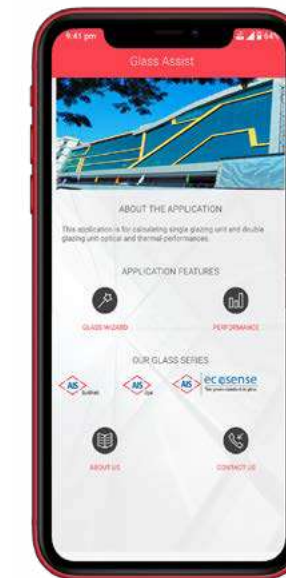 9:41 pm 64%
Glass Assist
ABOUT THE APPLICATION
This application is for calculating single glazing unit and double
glazing unit optical and thermal performances.
APPLICATION FEATURES
GLASS WIZARD PERFORMANCE
OUR GLASS SERIES
AIS AIS AIS ecosense
ABOUT US CONTACT US